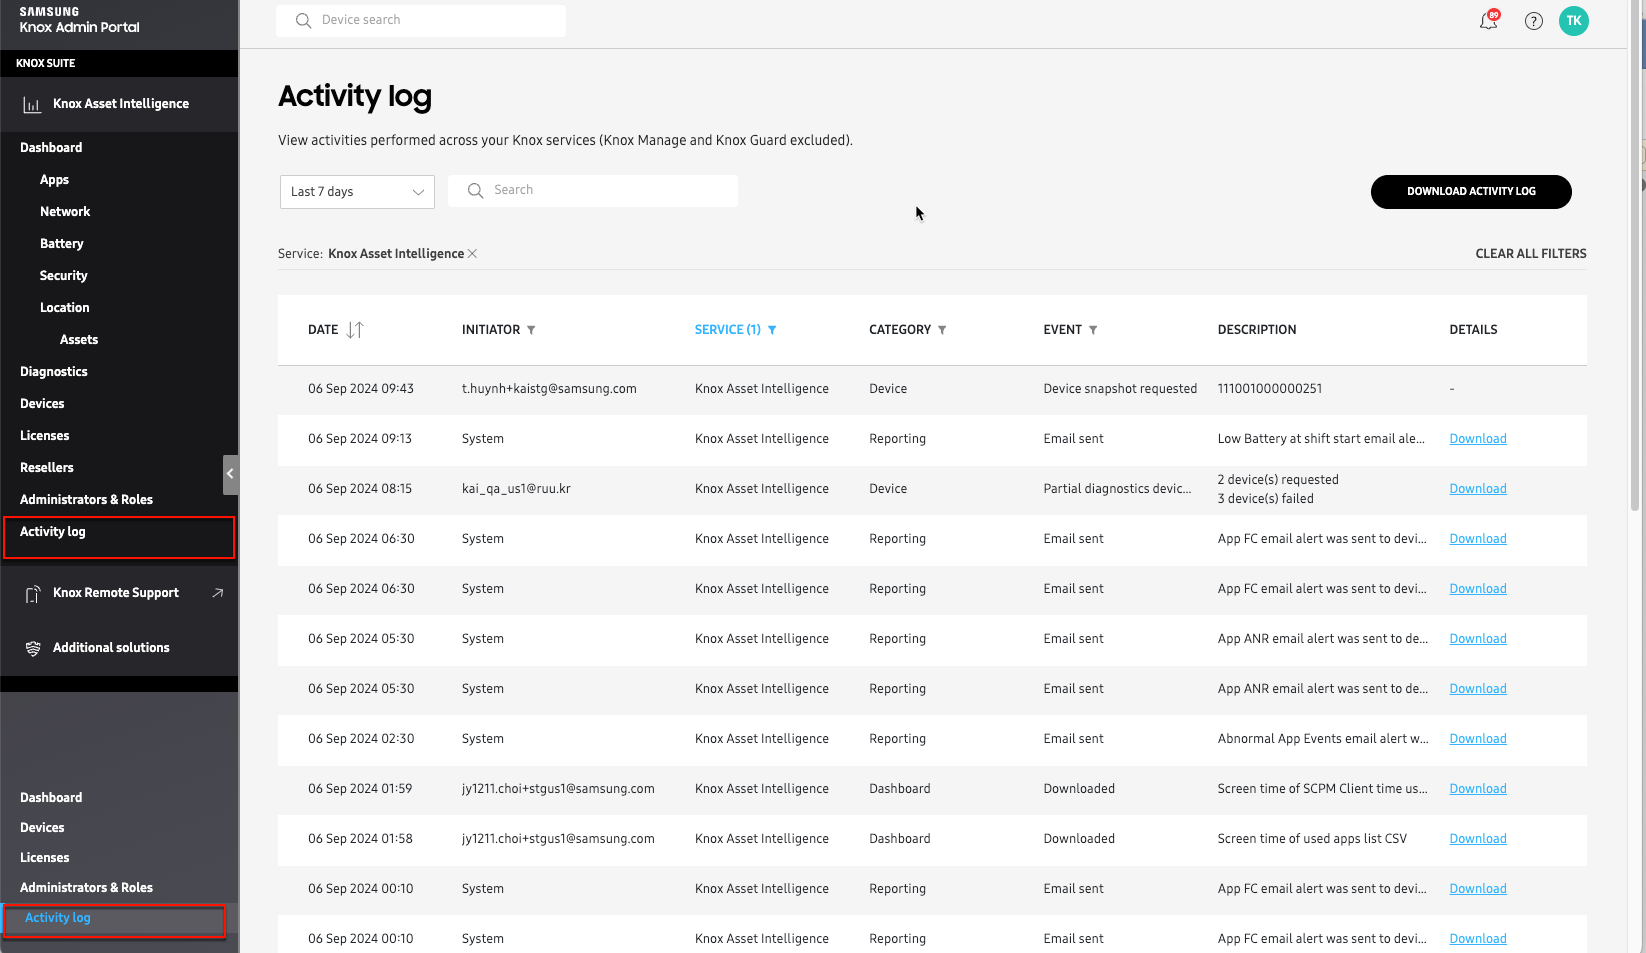 SAMSUNG
Knox Admin Portal
KNOX SUITE
Knox Asset Intelligence
Dashboard
Apps
Network
Battery
Security
Location
Assets
Diagnostics
Devices
Licenses
Resellers
Administrators & Roles
Activity log
Knox Remote Support
Additional solutions
Dashboard
Devices
Licenses
Administrators & Roles
Activity log
Device search
89
?
TK
Activity log
View activities performed across your Knox services (Knox Manage and Knox Guard excluded).
Last 7 days
Search
DOWNLOAD ACTIVITY LOG
Service: Knox Asset Intelligence
CLEAR ALL FILTERS
DATE INITIATOR SERVICE (1) CATEGORY EVENT DESCRIPTION DETAILS
06 Sep 2024 09:43 t.huynh+kaistg@samsung.com Knox Asset Intelligence Device Device snapshot requested 111001000000251 -
06 Sep 2024 09:13 System Knox Asset Intelligence Reporting Email sent Low Battery at shift start email ale... Download
06 Sep 2024 08:15 kai_qa_us1@ruu.kr Knox Asset Intelligence Device Partial diagnostics devic... 2 device(s) requested
3 device(s) failed Download
06 Sep 2024 06:30 System Knox Asset Intelligence Reporting Email sent App FC email alert was sent to devi... Download
06 Sep 2024 06:30 System Knox Asset Intelligence Reporting Email sent App FC email alert was sent to devi... Download
06 Sep 2024 05:30 System Knox Asset Intelligence Reporting Email sent App ANR email alert was sent to de... Download
06 Sep 2024 05:30 System Knox Asset Intelligence Reporting Email sent App ANR email alert was sent to de... Download
06 Sep 2024 02:30 System Knox Asset Intelligence Reporting Email sent Abnormal App Events email alert w... Download
06 Sep 2024 01:59 jy1211.choi+stgus1@samsung.com Knox Asset Intelligence Dashboard Downloaded Screen time of SCPM Client time us... Download
06 Sep 2024 01:58 jy1211.choi+stgus1@samsung.com Knox Asset Intelligence Dashboard Downloaded Screen time of used apps list CSV Download
06 Sep 2024 00:10 System Knox Asset Intelligence Reporting Email sent App FC email alert was sent to devi... Download
06 Sep 2024 00:10 System Knox Asset Intelligence Reporting Email sent App FC email alert was sent to devi... Download